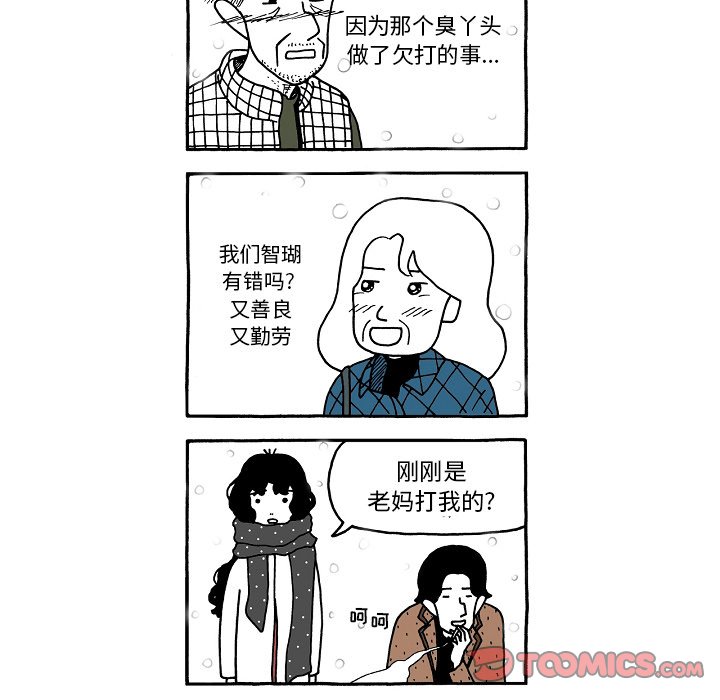 因为那个臭丫头
做了欠打的事...
我们智瑚
有错吗?
又善良
又勤劳
刚刚是
老妈打我的?
呵呵
TOOMICS.COM